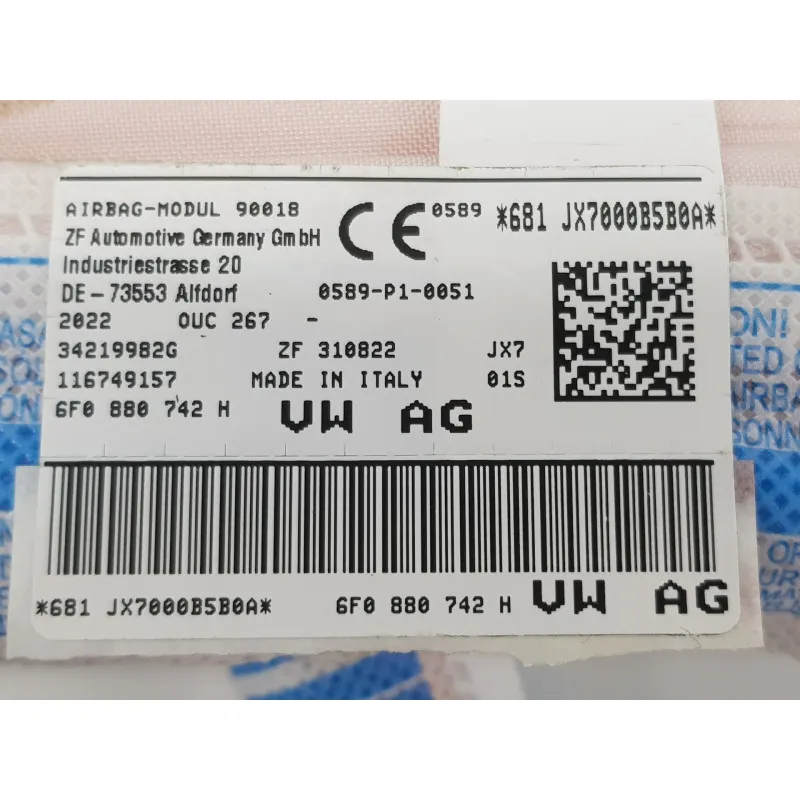 AIRBAG-MODUL 90018
CE 0589
*681 JX7000B5B0A*
ZF Automotive Germany GmbH
Industriestrasse 20
DE-73553 Alfdorf 0589-P1-0051
2022 OUC 267 -
34219982G ZF 310822 JX7
116749157 MADE IN ITALY 01S
6F0 880 742 H VW AG
*681 JX7000B5B0A* 6F0 880 742 H VW AG
ON!
TED